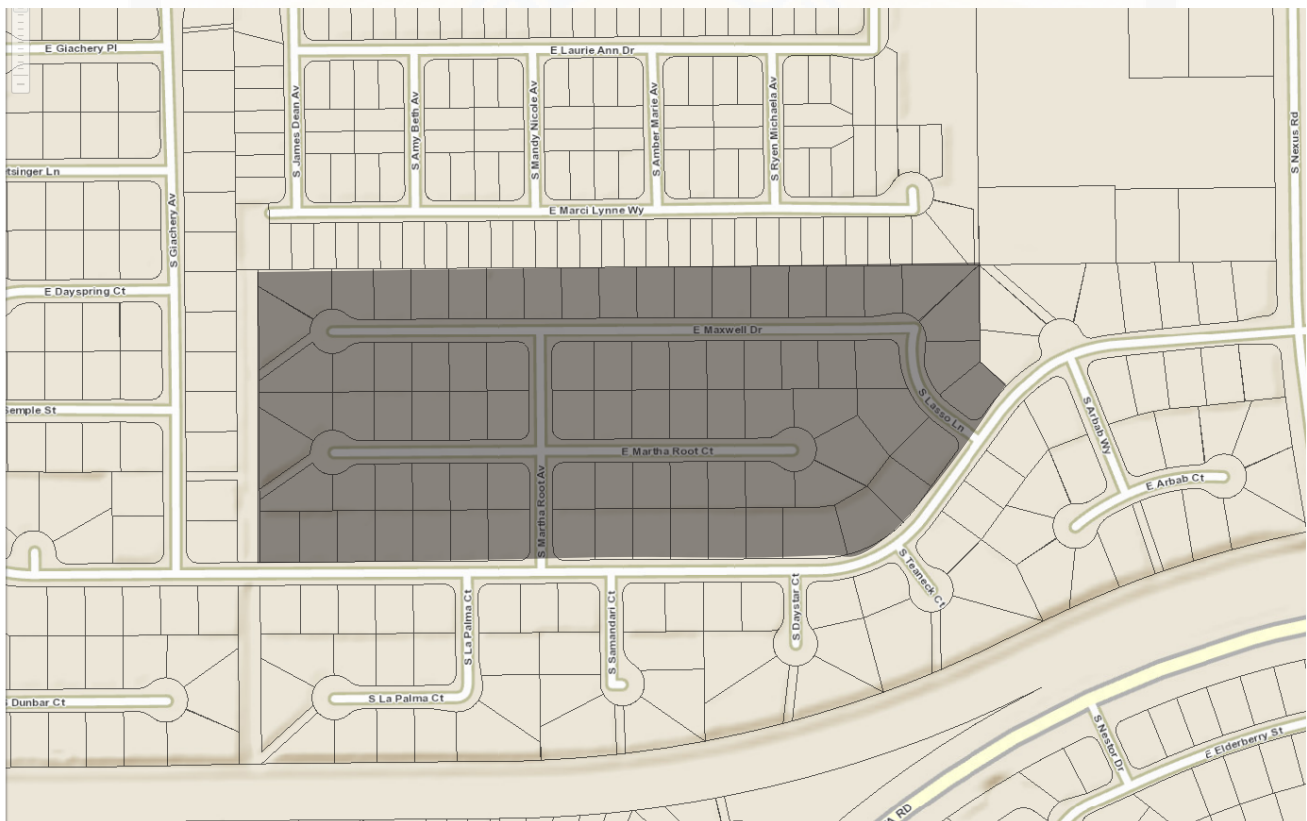 E Giachery Pl
E Laurie Ann Dr
S James Dean Av
S Amy Beth Av
S Mandy Nicole Av
S Amber Marie Av
S Ryen Michaela Av
S Nexus Rd
tsinger Ln
S Giachery Av
E Marci Lynne Wy
E Dayspring Ct
E Maxwell Dr
S Lasso Ln
Semple St
S Arbab Wy
E Martha Root Ct
S Martha Root Av
E Arbab Ct
S Teaneck Ct
S La Palma Ct
S Samandari Ct
S Daystar Ct
S La Palma Ct
Dunbar Ct
S Nestor Dr
E Elderberry St
A RD